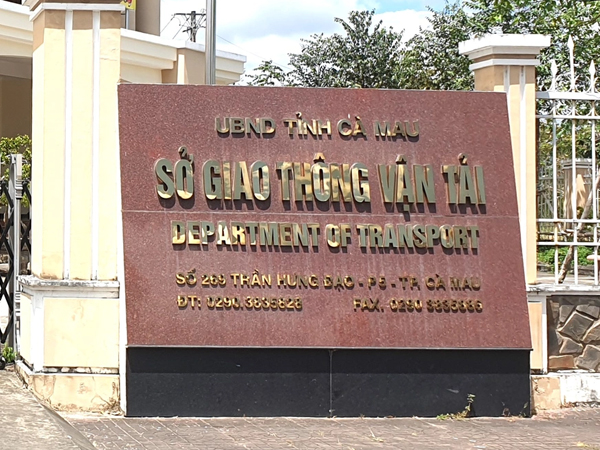 UBND TỈNH CÀ MAU
SỞ GIAO THÔNG VẬN TẢI
DEPARTMENT OF TRANSPORT
SỐ 269 TRẦN HƯNG ĐẠO - P5 - TP. CÀ MAU
ĐT: 0290.3835828 FAX: 0290 3835365